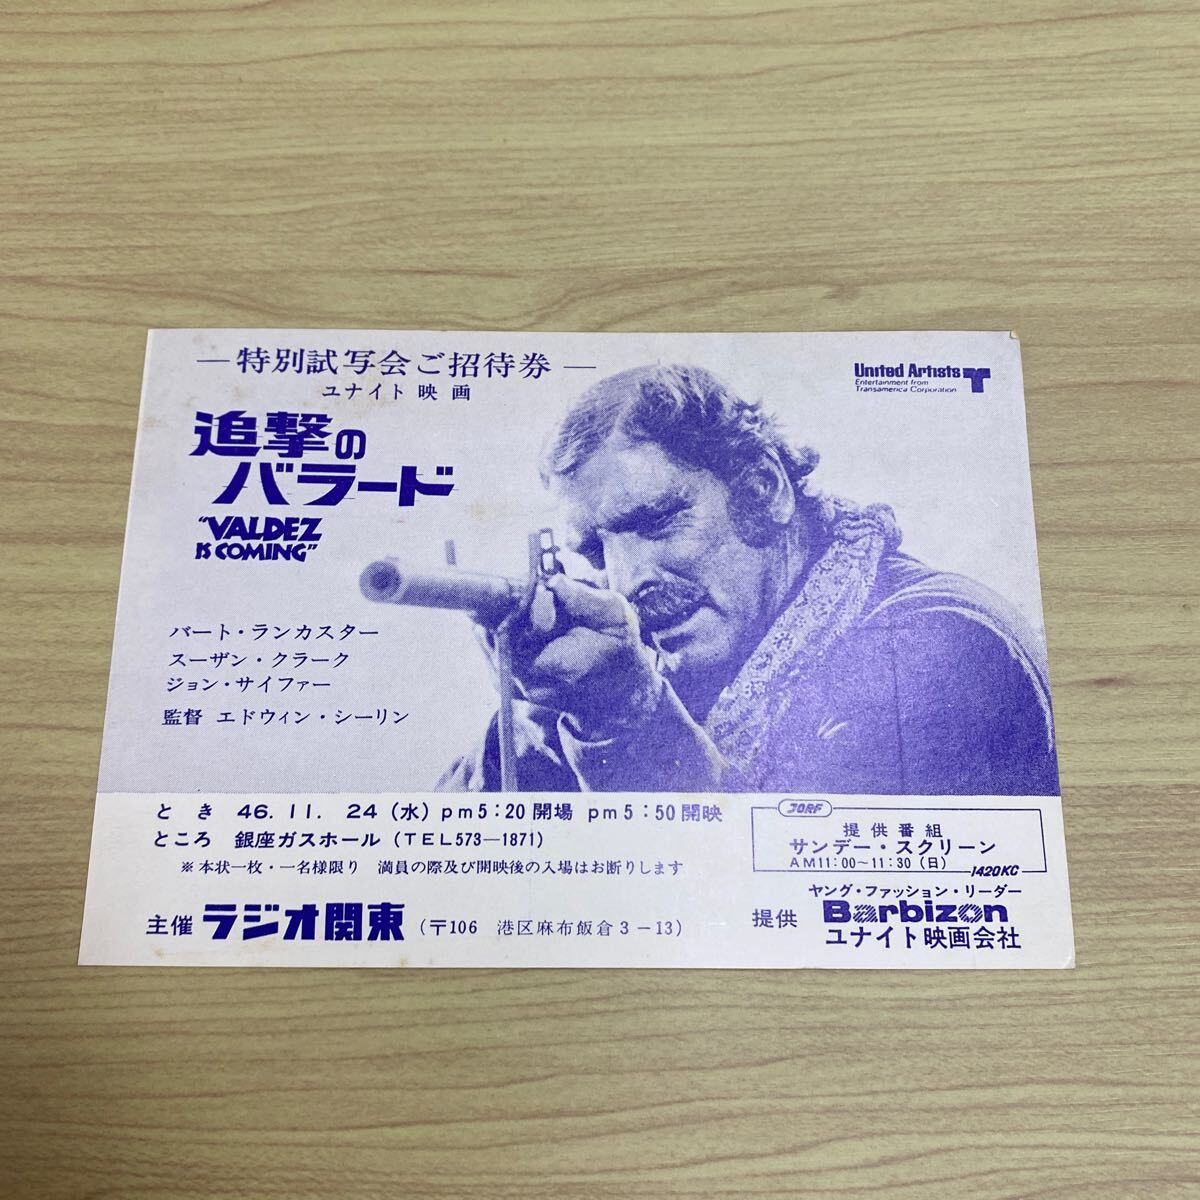 ―特別試写会ご招待券―
ユナイト映画
追撃の
バラード
"VALDEZ
IS COMING"
United Artists
Entertainment from
Transamerica Corporation
バート・ランカスター
スーザン・クラーク
ジョン・サイファー
監督 エドウィン・シーリン
とき 46.11.24(水)pm5:20開場 pm5:50開映
ところ 銀座ガスホール(TEL573―1871)
※本状一枚・一名様限り 満員の際及び開映後の入場はお断りします
主催 ラジオ関東(〒106 港区麻布飯倉3-13)
JORF
提供番組
サンデー・スクリーン
AM11:00~11:30(日)
1420KC
ヤング・ファッション・リーダー
提供 Barbizon
ユナイト映画会社